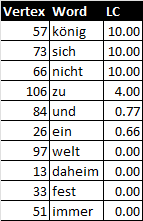 Vertex Word LC
57 könig 10.00
73 sich 10.00
66 nicht 10.00
106 zu 4.00
84 und 0.77
26 ein 0.66
97 welt 0.00
13 daheim 0.00
33 fest 0.00
51 immer 0.00